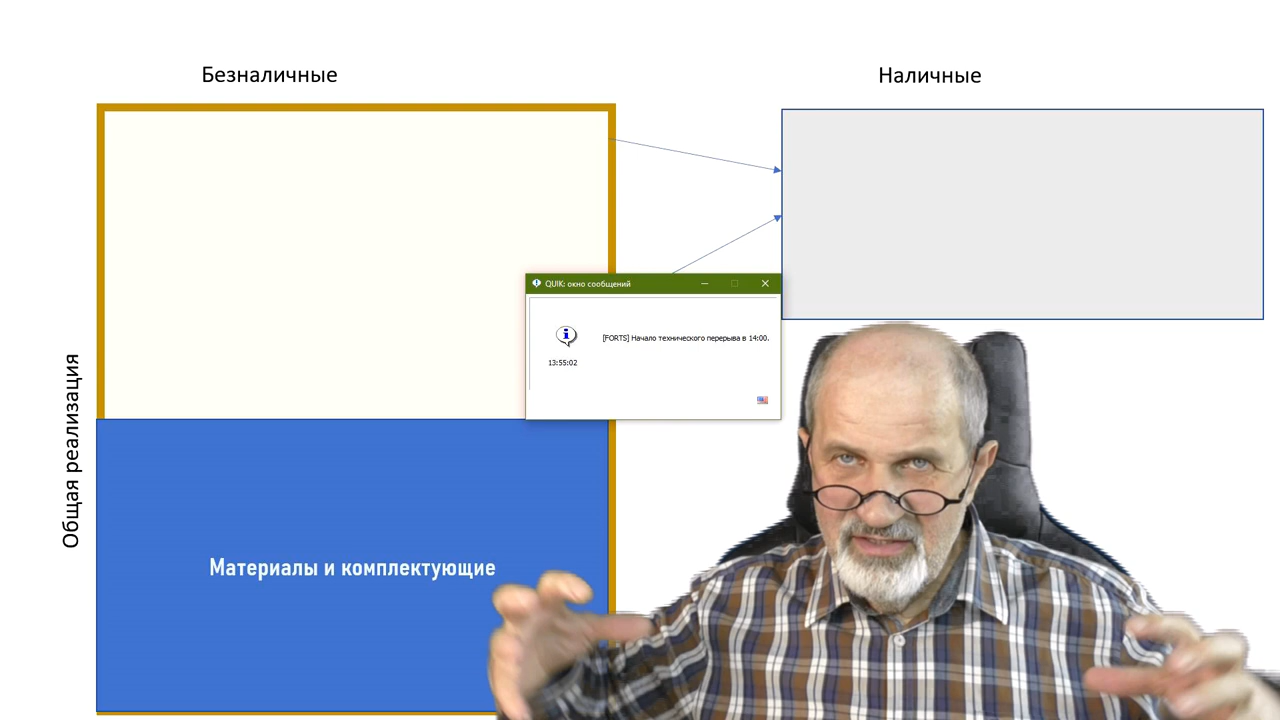 Безналичные
Наличные
QUIK: окно сообщений
[FORTS] Начало технического перерыва в 14:00.
13:55:02
Общая реализация
Материалы и комплектующие